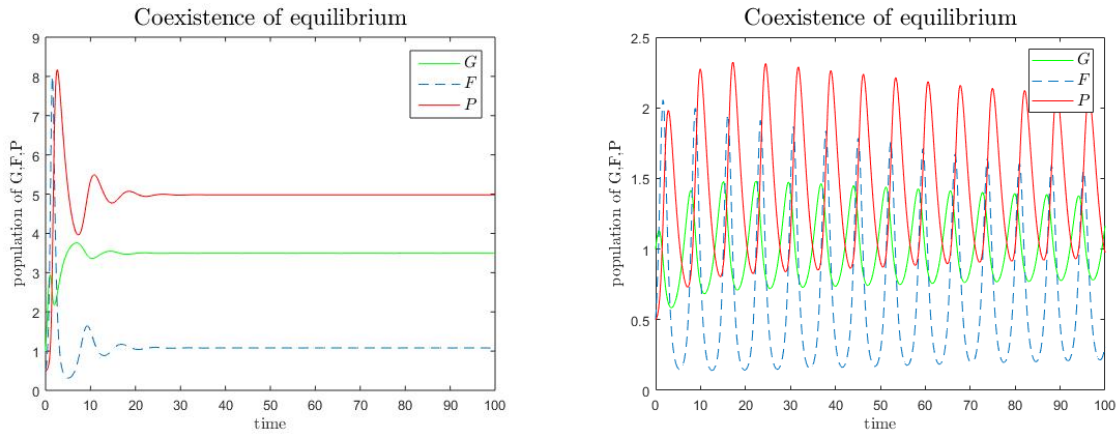 Coexistence of equilibrium
9
8
7
6
5
4
3
2
1
0
population of G,F,P
0 10 20 30 40 50 60 70 80 90 100
time
G
F
P
Coexistence of equilibrium
2.5
2
1.5
1
0.5
0
population of G,F,P
0 10 20 30 40 50 60 70 80 90 100
time
G
F
P